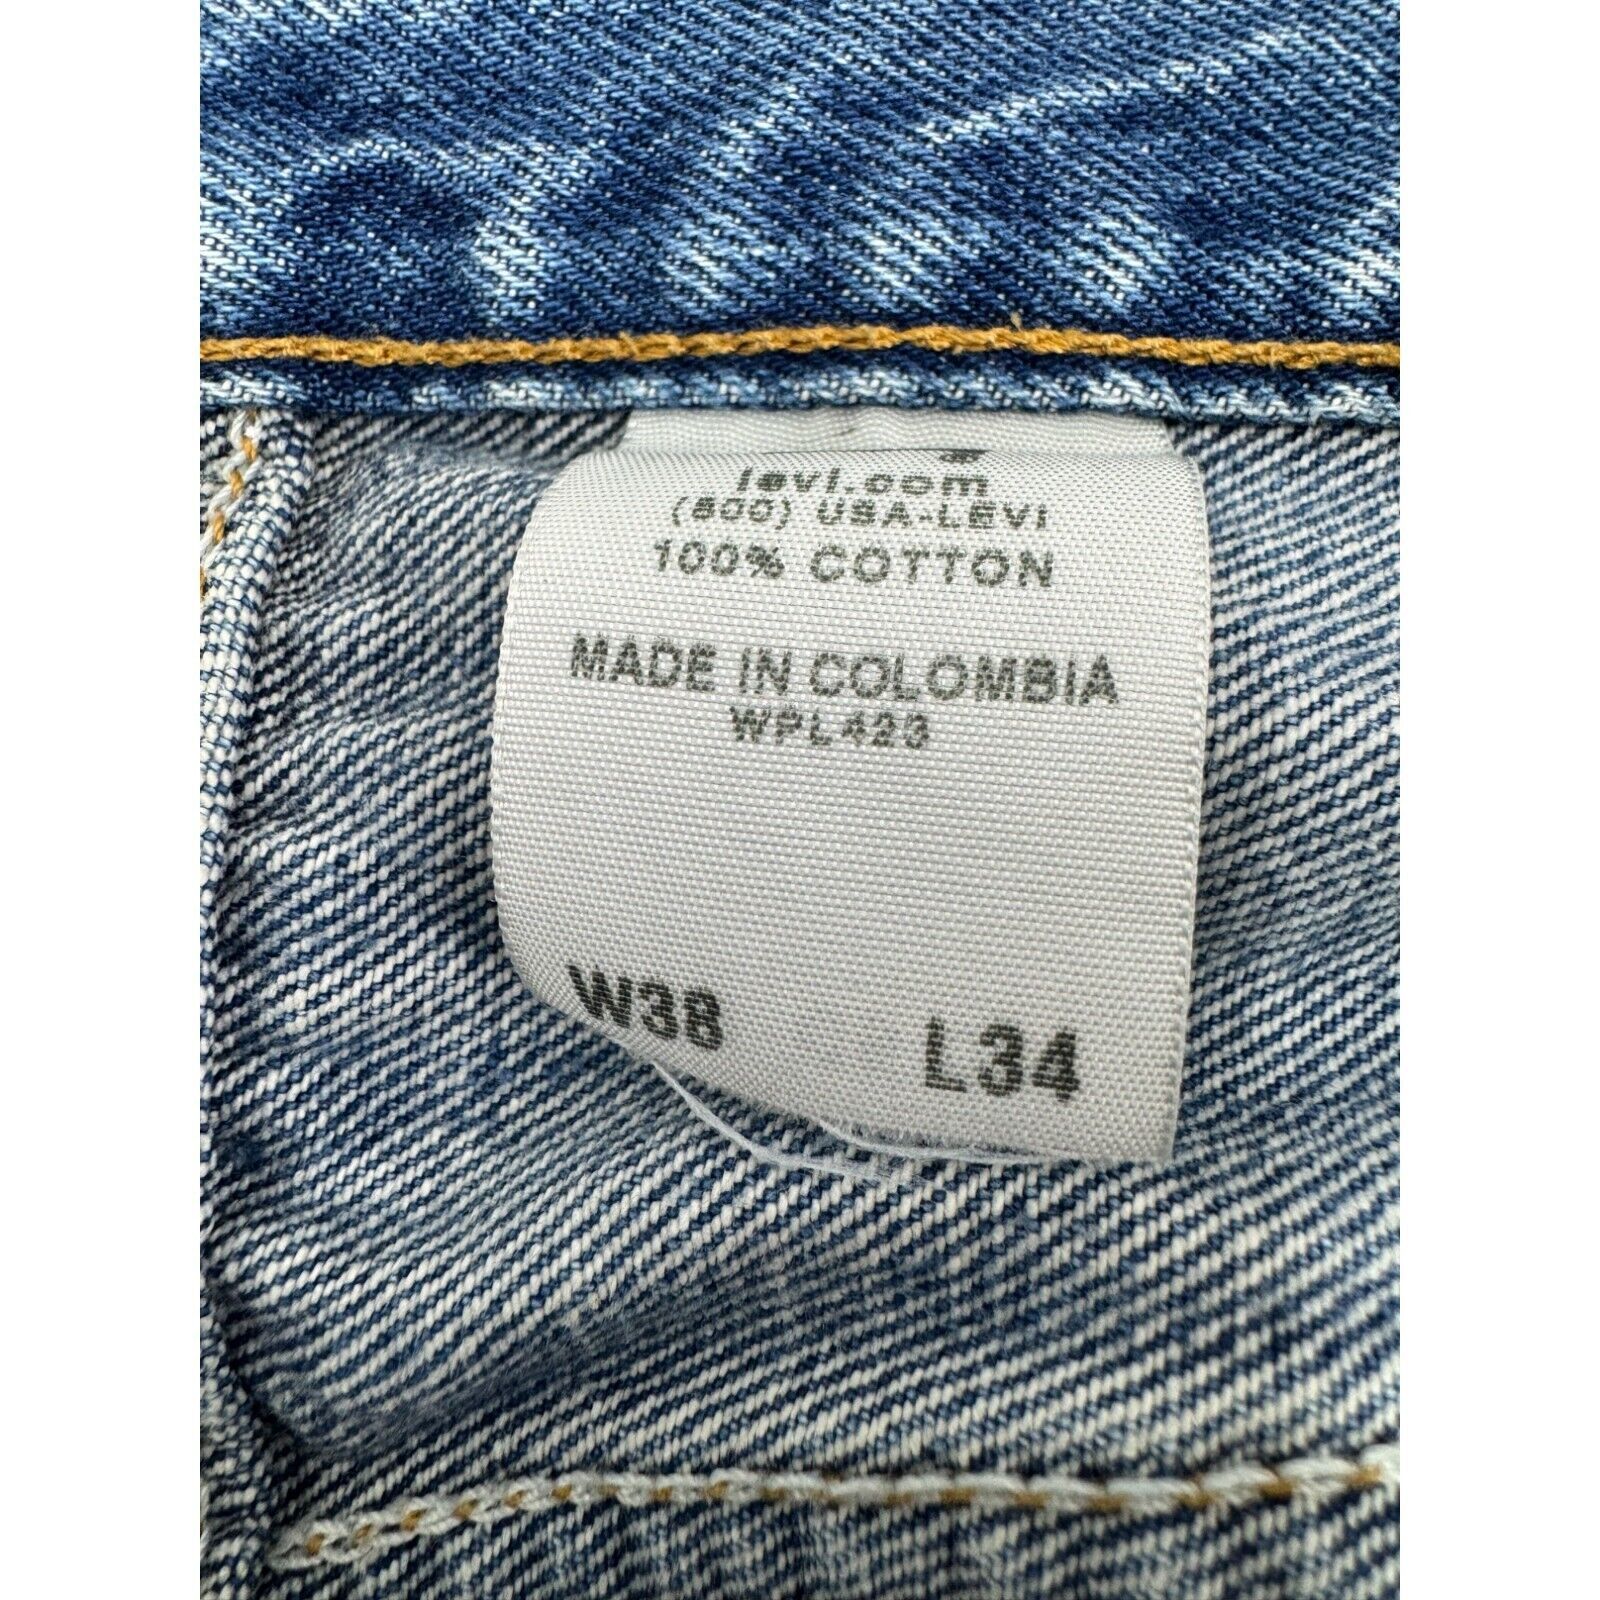 levi.com
(800) USA-LEVI
100% COTTON
MADE IN COLOMBIA
WPL423
W38 L34